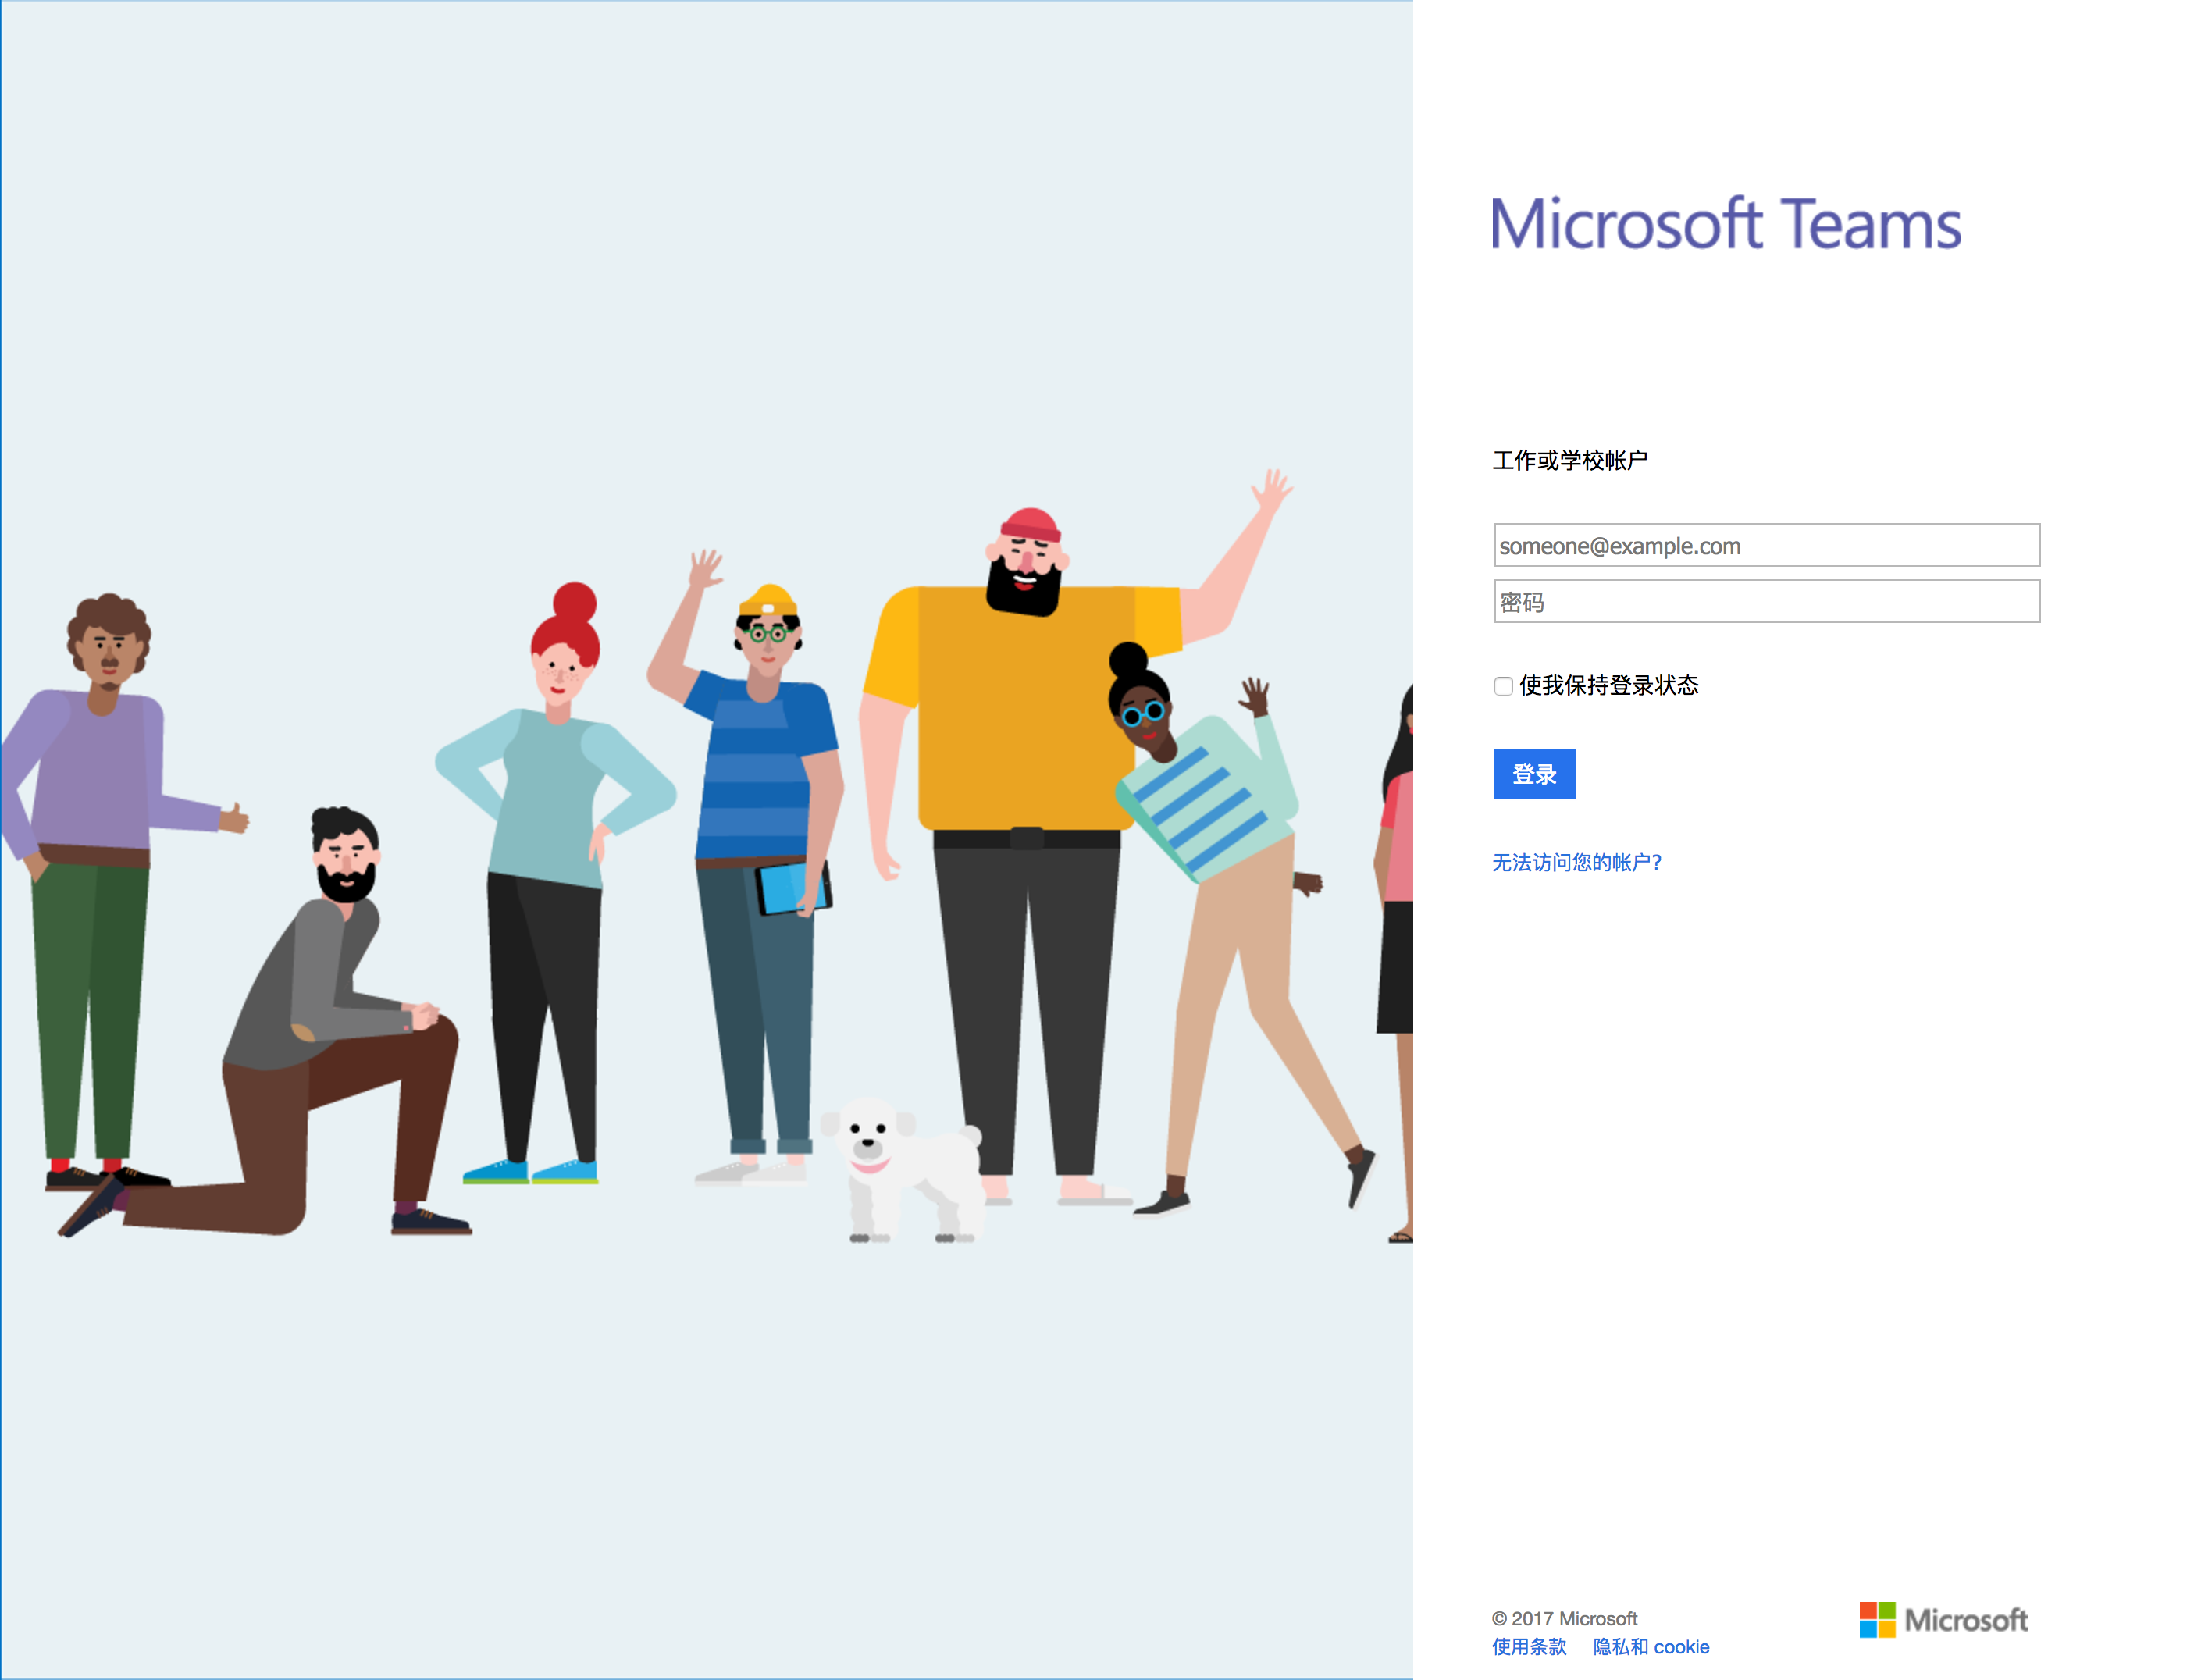 Microsoft Teams
工作或学校帐户
someone@example.com
密码
使我保持登录状态
登录
无法访问您的帐户?
© 2017 Microsoft
使用条款 隐私和 cookie
Microsoft